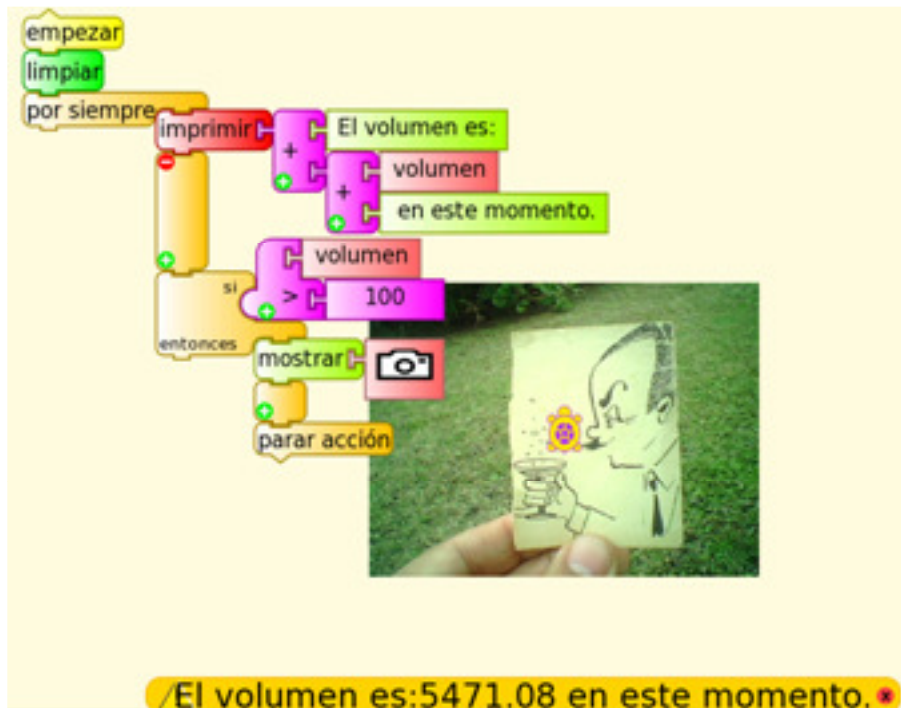 empezar
limpiar
por siempre
imprimir
+
El volumen es:
+
volumen
en este momento.
si
volumen
>
100
entonces
mostrar
parar acción
El volumen es:5471.08 en este momento.